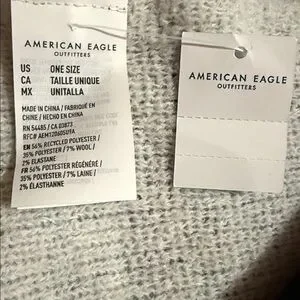 AMERICAN EAGLE
OUTFITTERS
US ONE SIZE
CA TAILLE UNIQUE
MX UNITALLA
MADE IN CHINA / FABRIQUÉ EN
CHINE / HECHO EN CHINA
RN 54485 / CA 03873
EN 56% RECYCLED POLYESTER /
35% POLYESTER / 7% WOOL /
2% ELASTANE
FR 56% POLYESTER RÉGÉNÉRÉ /
35% POLYESTER / 7% LAINE /
2% ÉLASTHANNE
AMERICAN EAGLE
OUTFITTERS